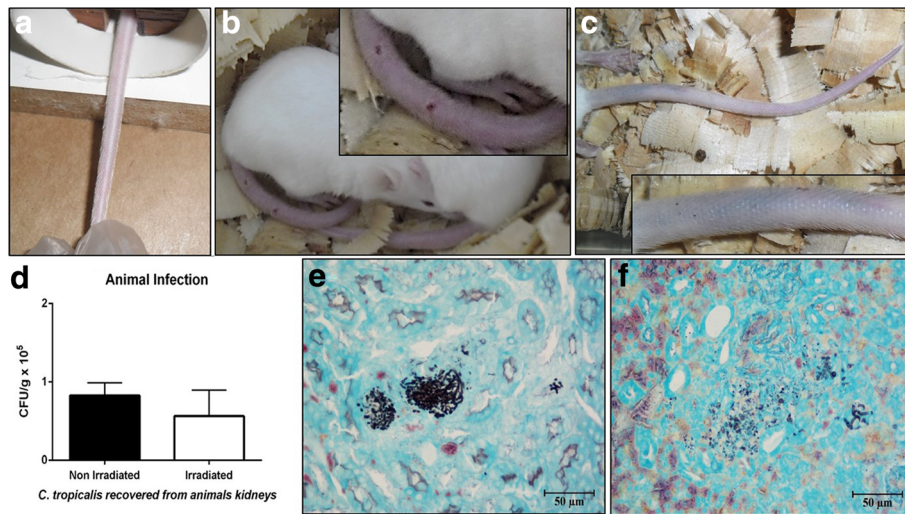 a
b
c
d
Animal Infection
CFU/g x 10⁵
2
1
0
Non Irradiated
Irradiated
C. tropicalis recovered from animals kidneys
e
50 µm
f
50 µm